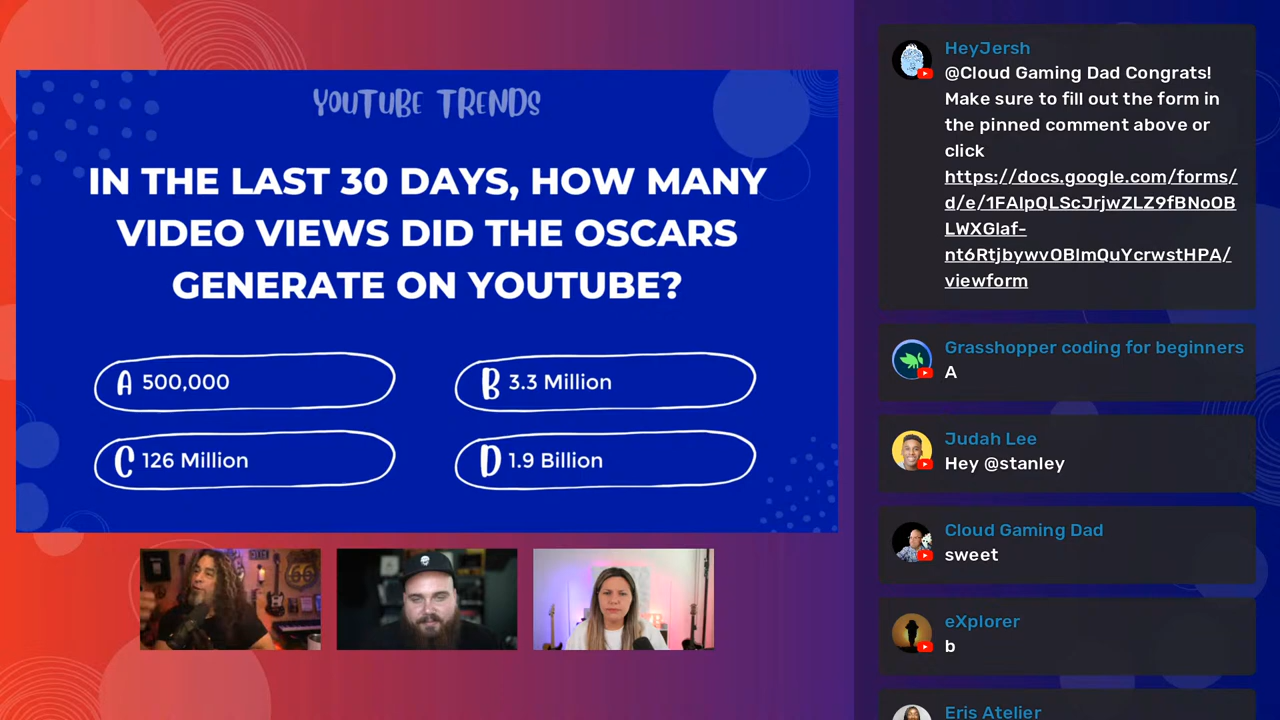 YOUTUBE TRENDS
IN THE LAST 30 DAYS, HOW MANY
VIDEO VIEWS DID THE OSCARS
GENERATE ON YOUTUBE?
A 500,000
B 3.3 Million
C 126 Million
D 1.9 Billion
HeyJersh
@Cloud Gaming Dad Congrats!
Make sure to fill out the form in
the pinned comment above or
click
https://docs.google.com/forms/
d/e/1FAIpQLScJrjwZLZ9fBNoOB
LWXGIaf-
nt6RtjbywvOBImQuYcrwstHPA/
viewform
Grasshopper coding for beginners
A
Judah Lee
Hey @stanley
Cloud Gaming Dad
sweet
eXplorer
b
Eris Atelier